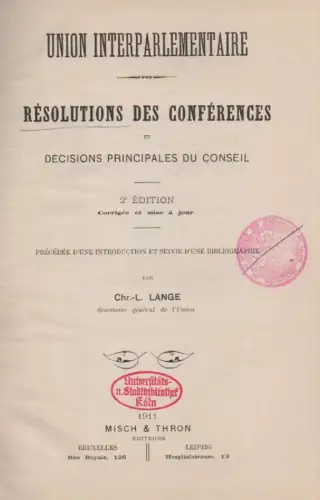 UNION INTERPARLEMENTAIRE
RÉSOLUTIONS DES CONFÉRENCES
ET
DECISIONS PRINCIPALES DU CONSEIL
2e ÉDITION
Corrigée et mise à jour
PRÉCÉDÉE D'UNE INTRODUCTION ET SUIVIE D'UNE BIBLIOGRAPHIE
PAR
Chr.-L. LANGE
Secrétaire général de l'Union
Universitäts-
u. Stadtbibliothek
Köln
1911
MISCH & THRON
ÉDITEURS
BRUXELLES
Rue Royale, 126
LEIPZIG
Hospitalstrasse, 13